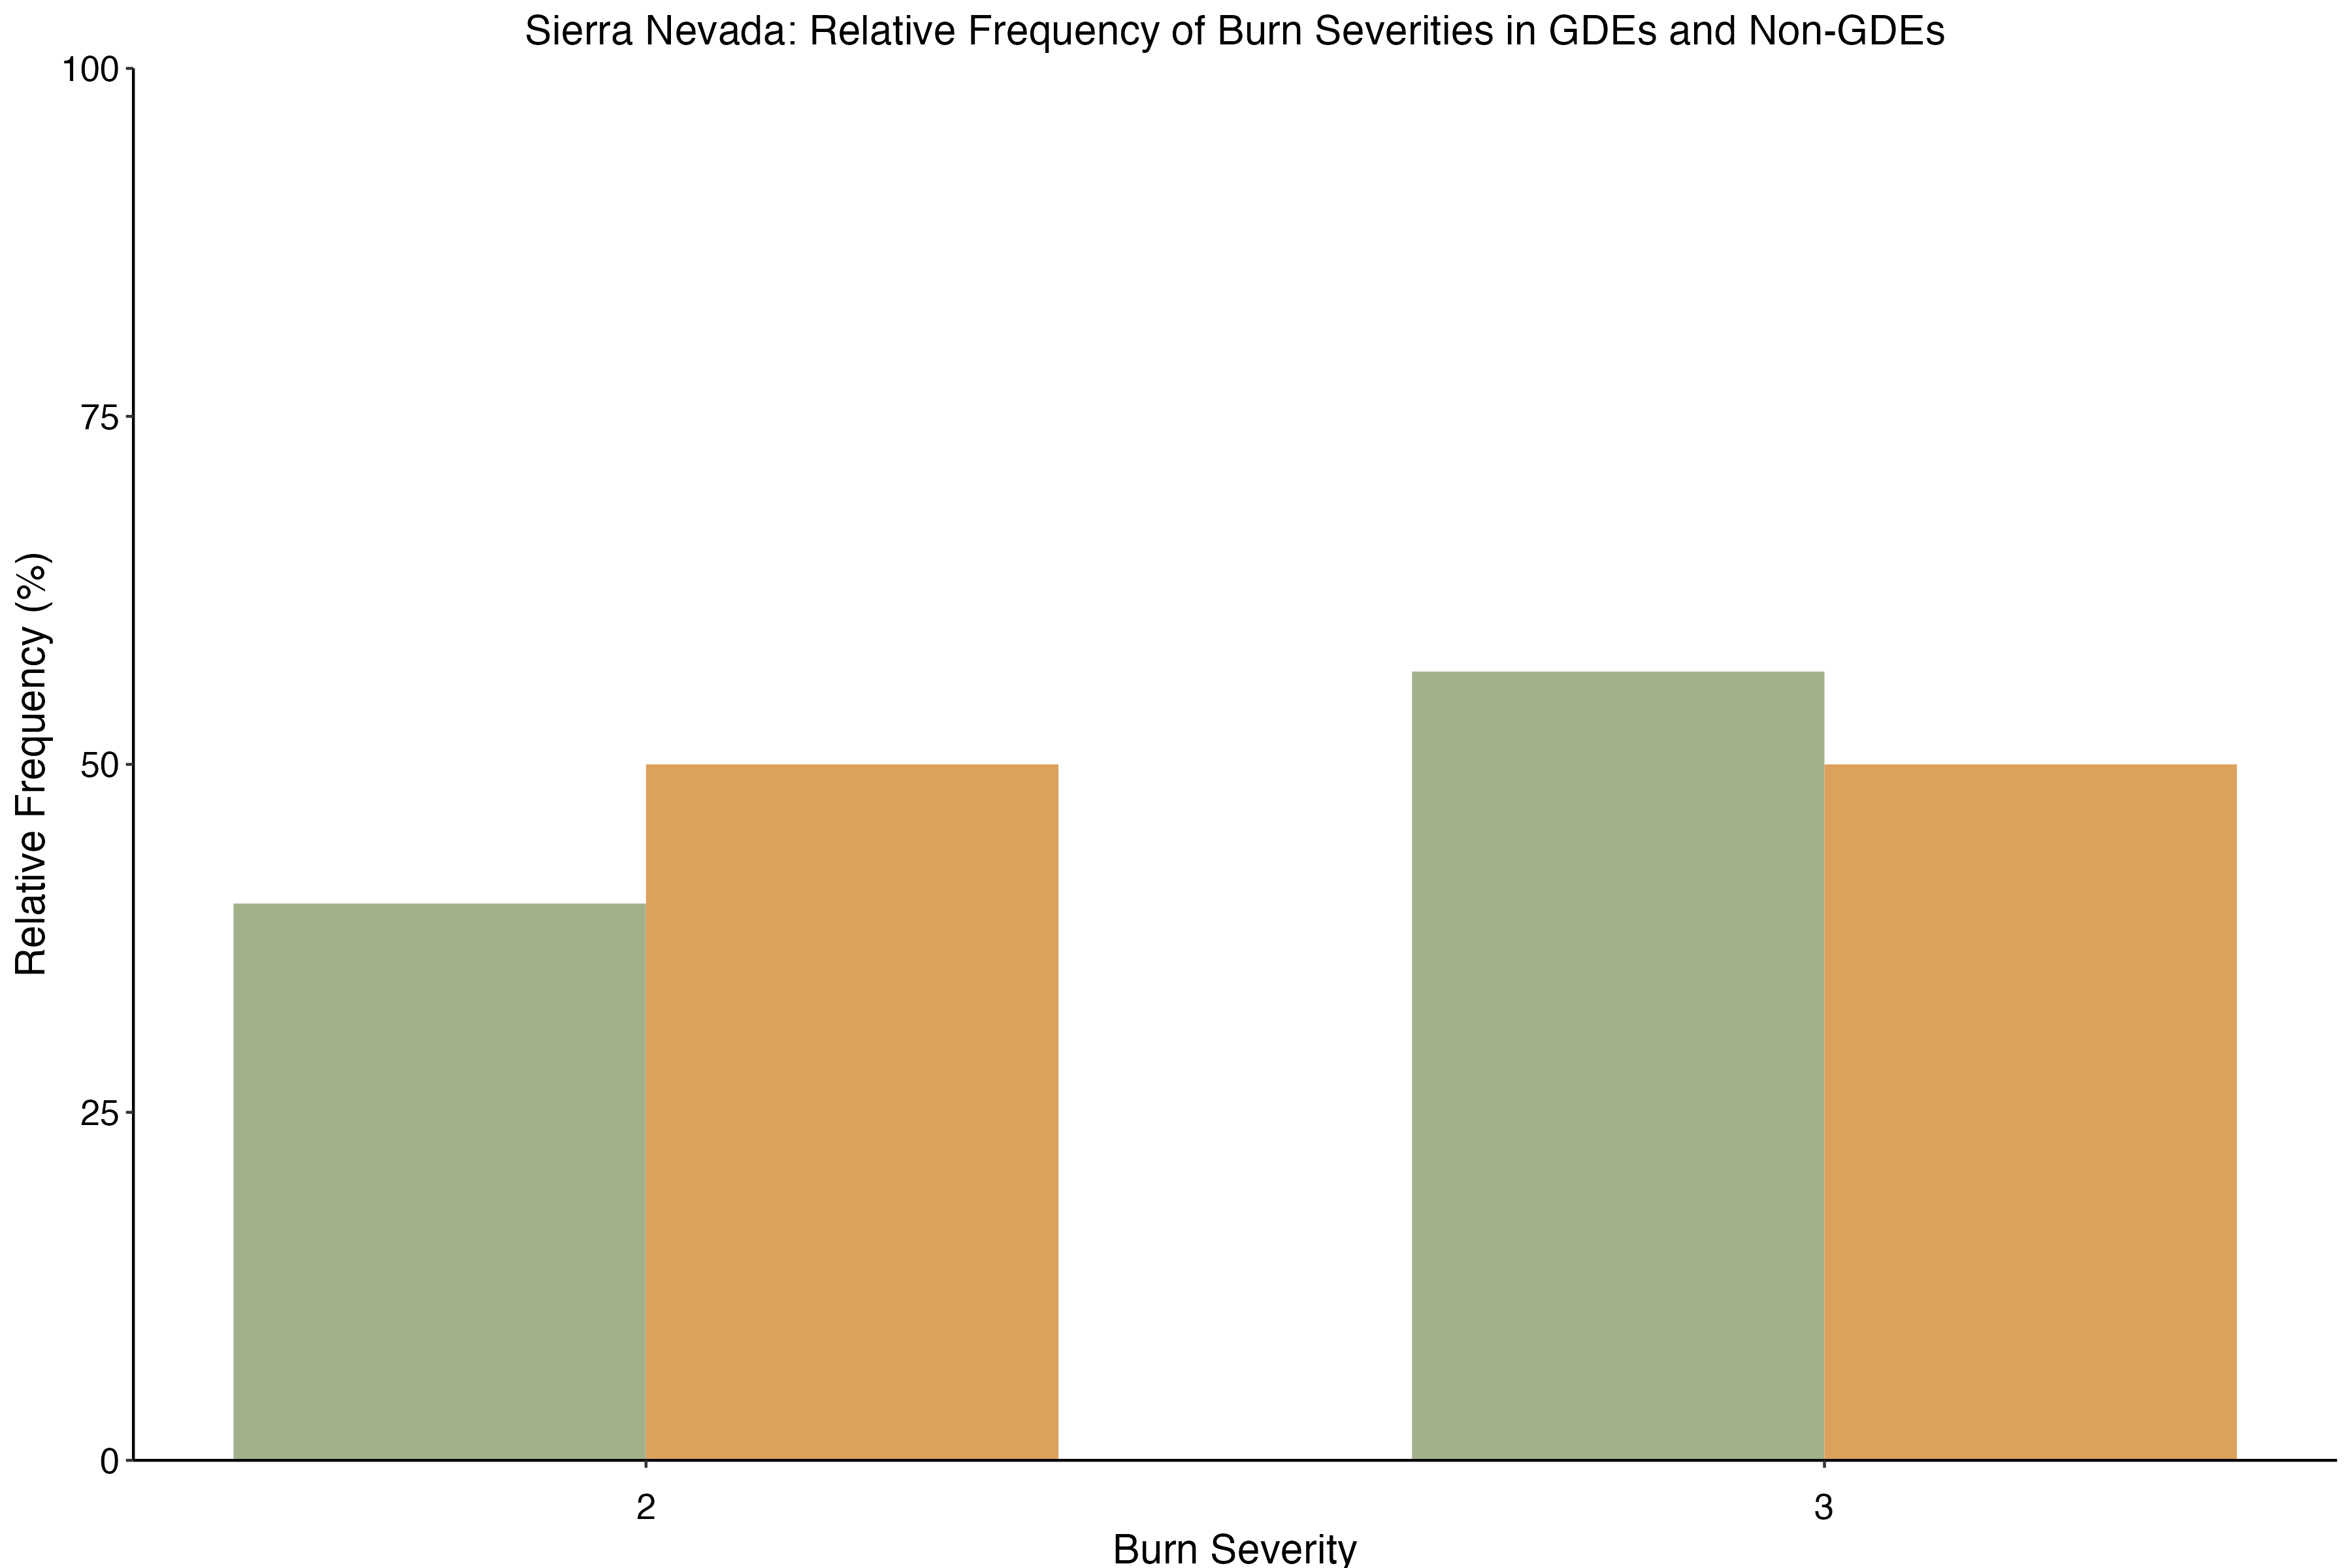 Sierra Nevada: Relative Frequency of Burn Severities in GDEs and Non-GDEs
100
75
50
25
0
Relative Frequency (%)
2
3
Burn Severity